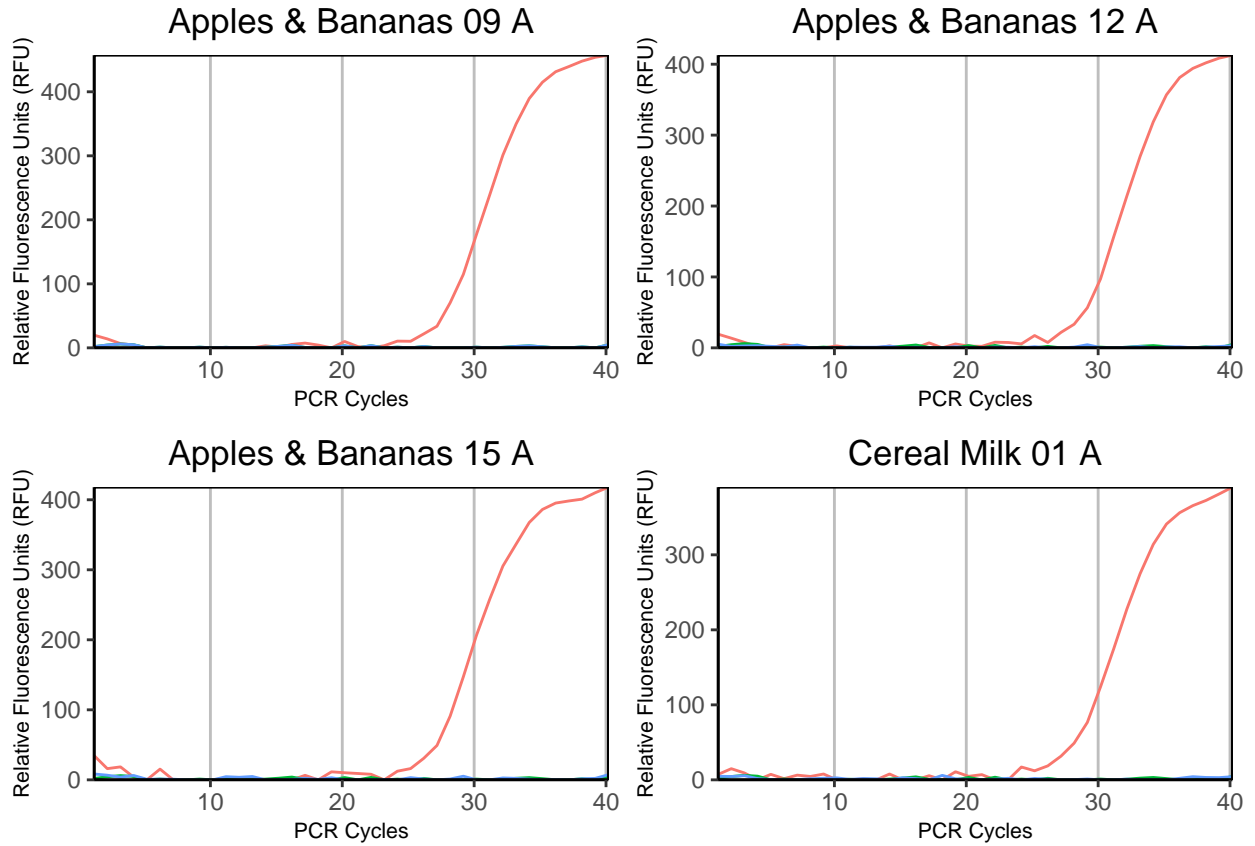 Apples & Bananas 09 A
Relative Fluorescence Units (RFU)
400
300
200
100
0
10 20 30 40
PCR Cycles
Apples & Bananas 12 A
Relative Fluorescence Units (RFU)
400
300
200
100
0
10 20 30 40
PCR Cycles
Apples & Bananas 15 A
Relative Fluorescence Units (RFU)
400
300
200
100
0
10 20 30 40
PCR Cycles
Cereal Milk 01 A
Relative Fluorescence Units (RFU)
300
200
100
0
10 20 30 40
PCR Cycles